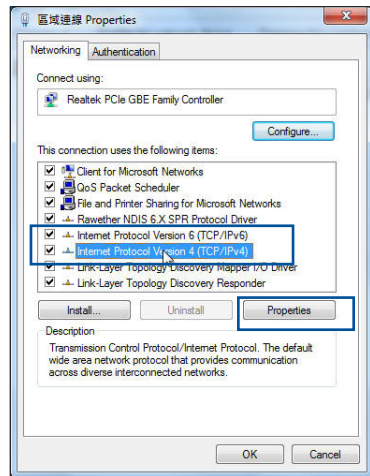 區域連線 Properties
Networking Authentication
Connect using:
Realtek PCIe GBE Family Controller
Configure...
This connection uses the following items:
Client for Microsoft Networks
QoS Packet Scheduler
File and Printer Sharing for Microsoft Networks
Rawether NDIS 6.X SPR Protocol Driver
Internet Protocol Version 6 (TCP/IPv6)
Internet Protocol Version 4 (TCP/IPv4)
Link-Layer Topology Discovery Mapper I/O Driver
Link-Layer Topology Discovery Responder
Install... Uninstall Properties
Description
Transmission Control Protocol/Internet Protocol. The default
wide area network protocol that provides communication
across diverse interconnected networks.
OK Cancel